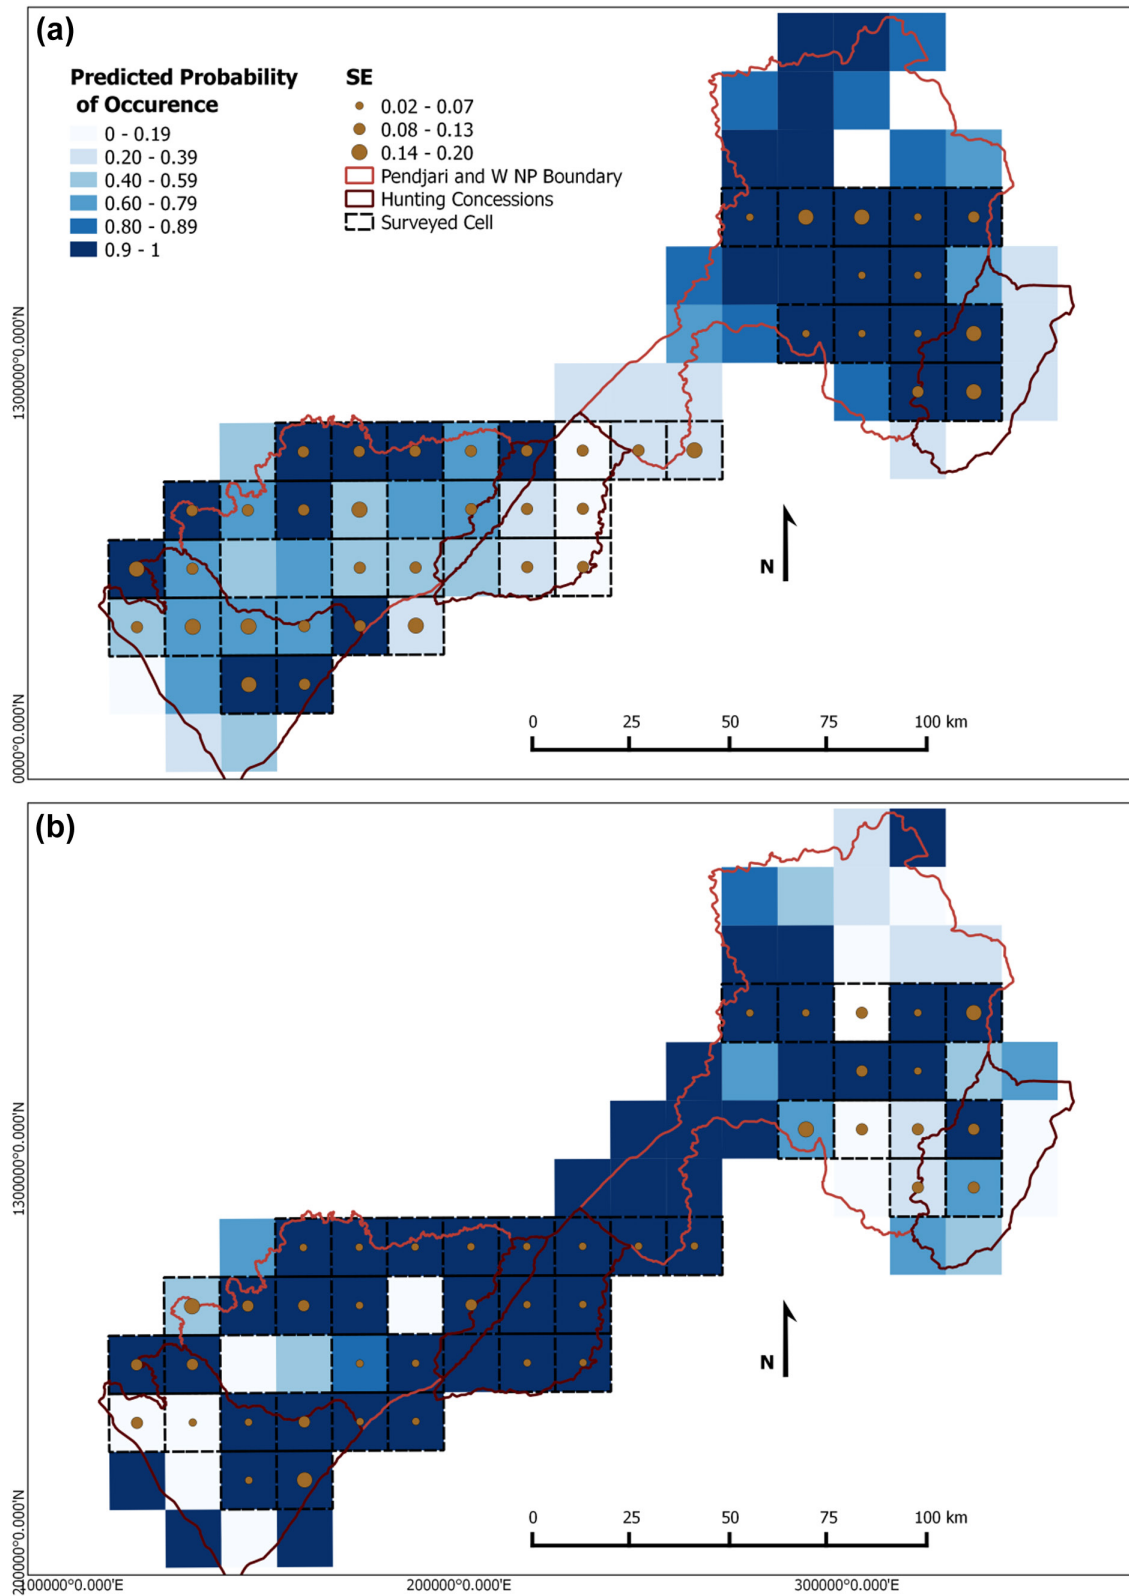 (a)
Predicted Probability
of Occurence
0 - 0.19
0.20 - 0.39
0.40 - 0.59
0.60 - 0.79
0.80 - 0.89
0.9 - 1
SE
0.02 - 0.07
0.08 - 0.13
0.14 - 0.20
Pendjari and W NP Boundary
Hunting Concessions
Surveyed Cell
1300000°0.000'N
N
0 25 50 75 100 km
0000°0.000'N
(b)
1300000°0.000'N
N
0 25 50 75 100 km
00000°0.000'N
100000°0.000'E 200000°0.000'E 300000°0.000'E